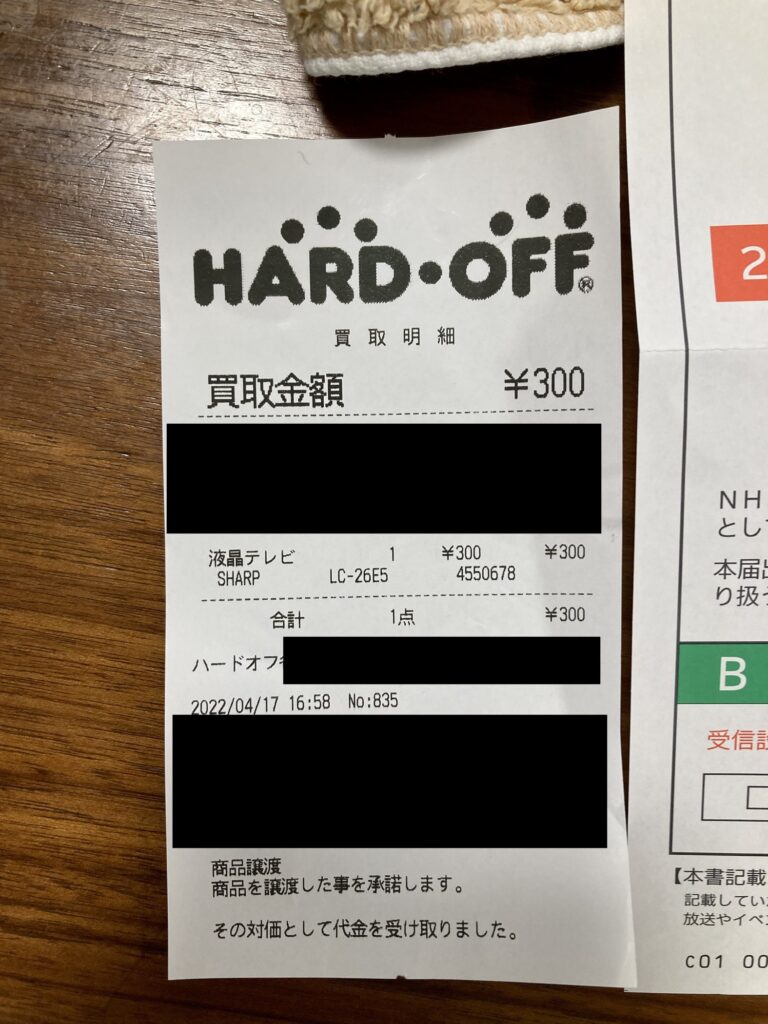 HARD・OFF®
買取明細
買取金額 ¥300
液晶テレビ 1 ¥300 ¥300
SHARP LC-26E5 4550678
合計 1点 ¥300
ハードオフ
2022/04/17 16:58 No:835
商品譲渡
商品を譲渡した事を承諾します。
その対価として代金を受け取りました。
2
NH
とし
本届出
り扱
B
受信設
【本書記載
記載してい
放送やイベ
C01 00